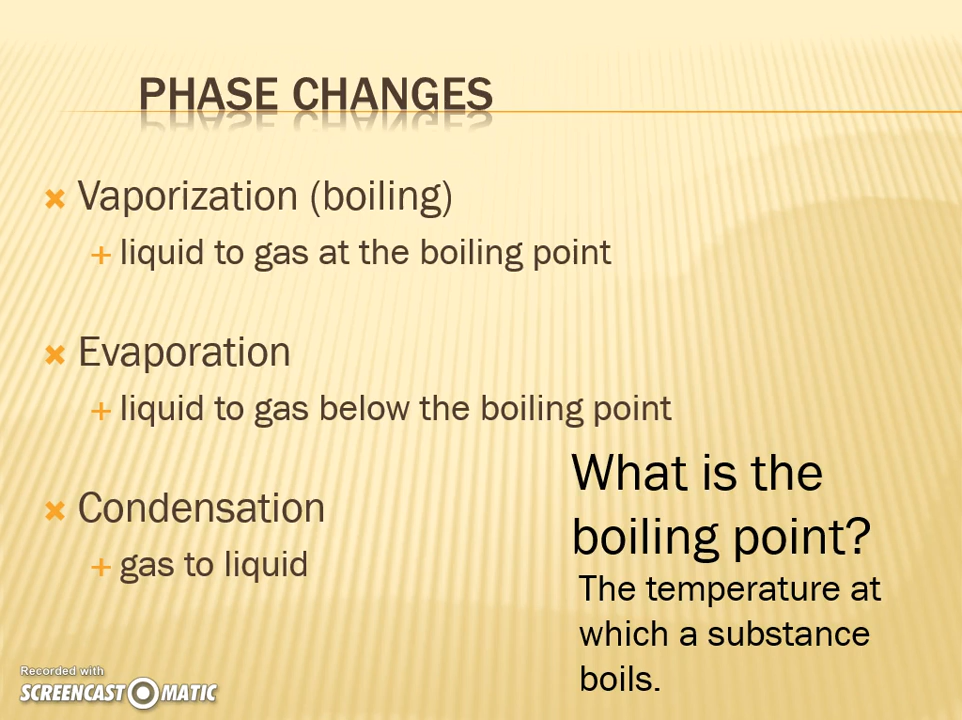 PHASE CHANGES
Vaporization (boiling)
liquid to gas at the boiling point
Evaporation
liquid to gas below the boiling point
Condensation
gas to liquid
What is the
boiling point?
The temperature at
which a substance
boils.
Recorded with
SCREENCAST MATIC